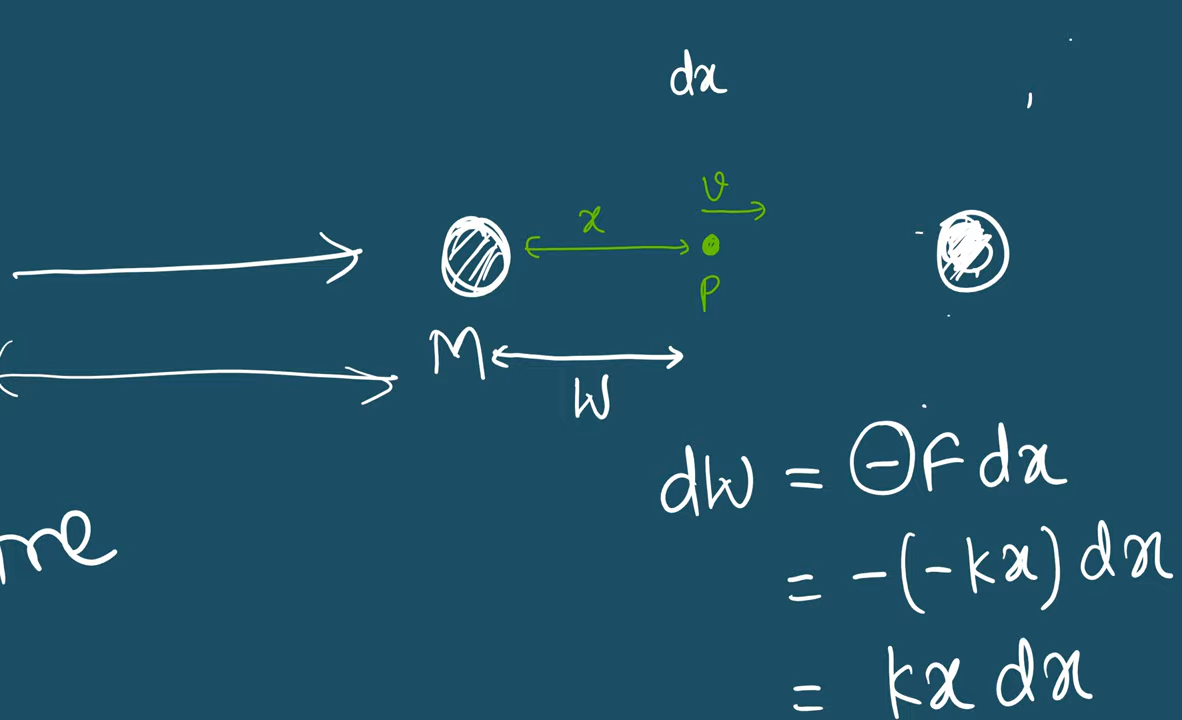 dx
v
x
P
M
W
dW = ⊖F dx
me
= -(-kx) dx
= kx dx